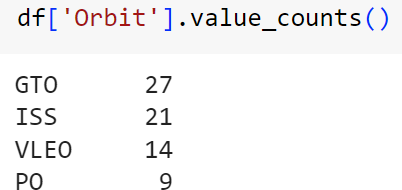 df['Orbit'].value_counts()
GTO 27
ISS 21
VLEO 14
PO 9